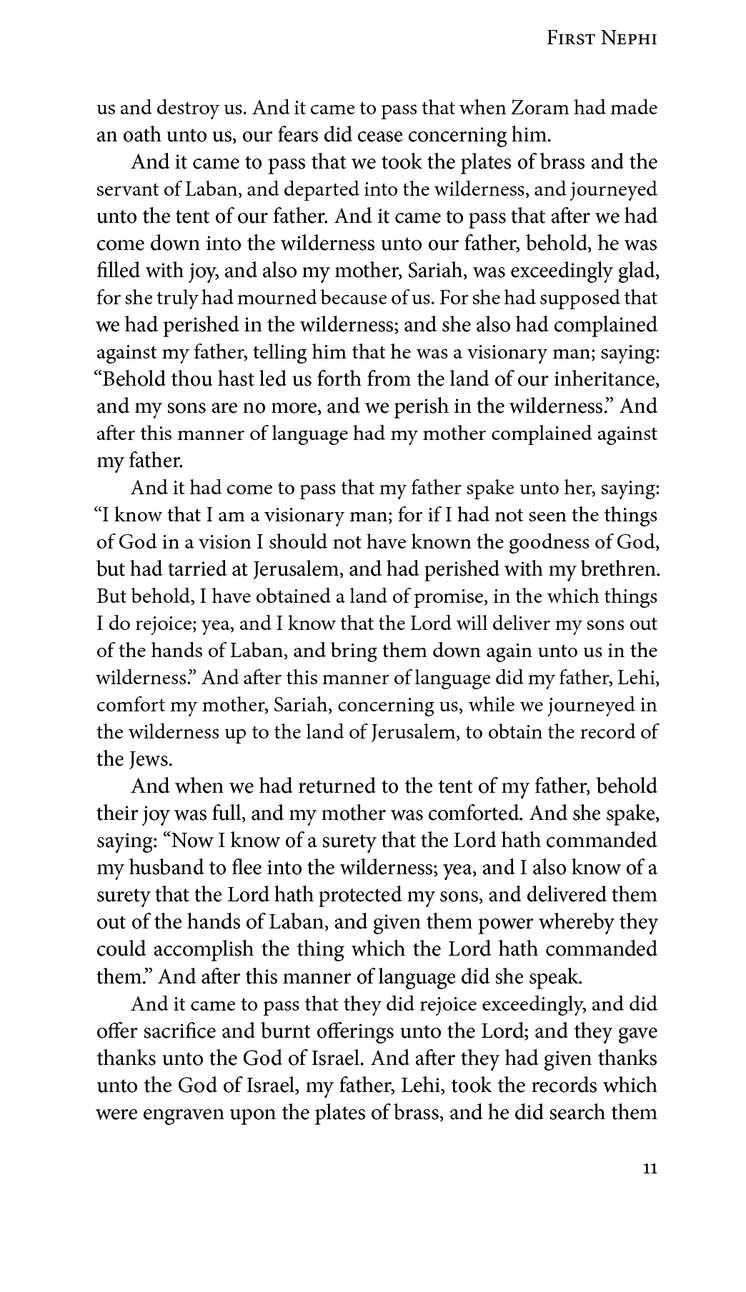 First Nephi
us and destroy us. And it came to pass that when Zoram had made
an oath unto us, our fears did cease concerning him.
And it came to pass that we took the plates of brass and the
servant of Laban, and departed into the wilderness, and journeyed
unto the tent of our father. And it came to pass that after we had
come down into the wilderness unto our father, behold, he was
filled with joy, and also my mother, Sariah, was exceedingly glad,
for she truly had mourned because of us. For she had supposed that
we had perished in the wilderness; and she also had complained
against my father, telling him that he was a visionary man; saying:
“Behold thou hast led us forth from the land of our inheritance,
and my sons are no more, and we perish in the wilderness.” And
after this manner of language had my mother complained against
my father.
And it had come to pass that my father spake unto her, saying:
“I know that I am a visionary man; for if I had not seen the things
of God in a vision I should not have known the goodness of God,
but had tarried at Jerusalem, and had perished with my brethren.
But behold, I have obtained a land of promise, in the which things
I do rejoice; yea, and I know that the Lord will deliver my sons out
of the hands of Laban, and bring them down again unto us in the
wilderness.” And after this manner of language did my father, Lehi,
comfort my mother, Sariah, concerning us, while we journeyed in
the wilderness up to the land of Jerusalem, to obtain the record of
the Jews.
And when we had returned to the tent of my father, behold
their joy was full, and my mother was comforted. And she spake,
saying: “Now I know of a surety that the Lord hath commanded
my husband to flee into the wilderness; yea, and I also know of a
surety that the Lord hath protected my sons, and delivered them
out of the hands of Laban, and given them power whereby they
could accomplish the thing which the Lord hath commanded
them.” And after this manner of language did she speak.
And it came to pass that they did rejoice exceedingly, and did
offer sacrifice and burnt offerings unto the Lord; and they gave
thanks unto the God of Israel. And after they had given thanks
unto the God of Israel, my father, Lehi, took the records which
were engraven upon the plates of brass, and he did search them
11